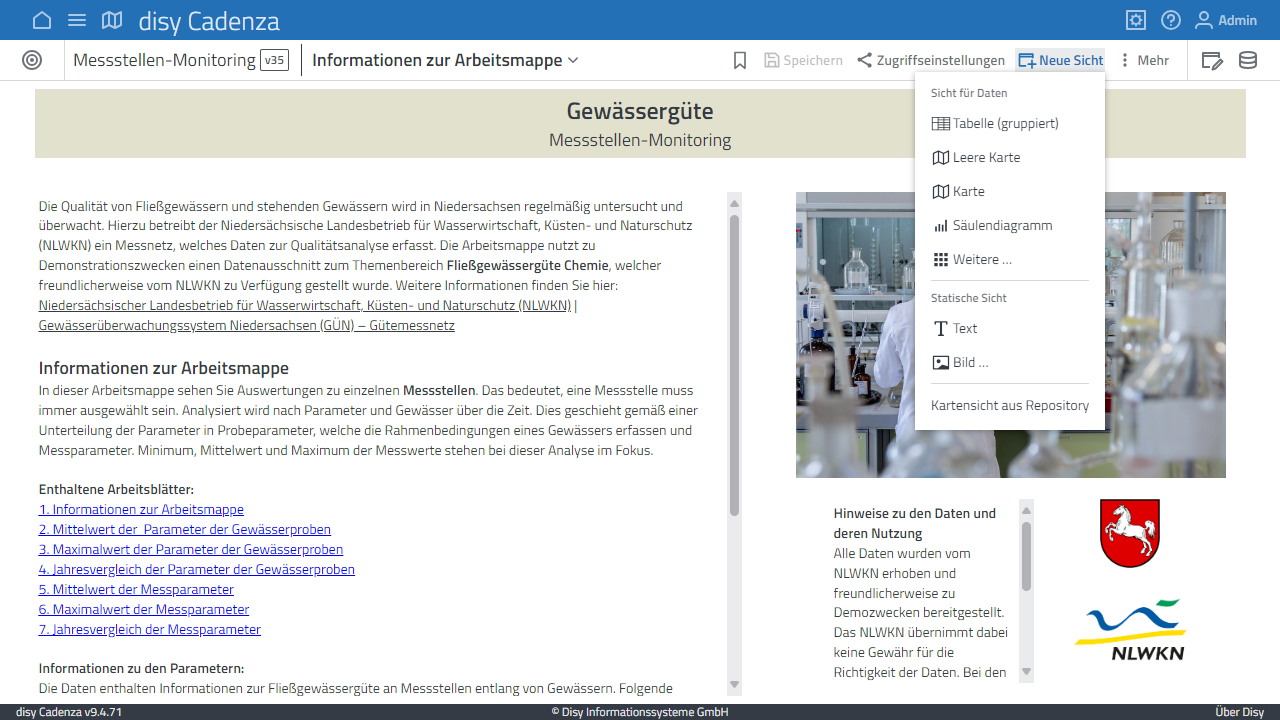 disy Cadenza
Admin
Messstellen-Monitoring v35
Informationen zur Arbeitsmappe
Speichern
Zugriffseinstellungen
Neue Sicht
Mehr
Sicht für Daten
Tabelle (gruppiert)
Leere Karte
Karte
Säulendiagramm
Weitere ...
Statische Sicht
Text
Bild ...
Kartensicht aus Repository
Gewässergüte
Messstellen-Monitoring
Die Qualität von Fließgewässern und stehenden Gewässern wird in Niedersachsen regelmäßig untersucht und
überwacht. Hierzu betreibt der Niedersächsische Landesbetrieb für Wasserwirtschaft, Küsten- und Naturschutz
(NLWKN) ein Messnetz, welches Daten zur Qualitätsanalyse erfasst. Die Arbeitsmappe nutzt zu
Demonstrationszwecken einen Datenausschnitt zum Themenbereich Fließgewässergüte Chemie, welcher
freundlicherweise vom NLWKN zu Verfügung gestellt wurde. Weitere Informationen finden Sie hier:
Niedersächsischer Landesbetrieb für Wasserwirtschaft, Küsten- und Naturschutz (NLWKN) |
Gewässerüberwachungssystem Niedersachsen (GÜN) – Gütemessnetz
Informationen zur Arbeitsmappe
In dieser Arbeitsmappe sehen Sie Auswertungen zu einzelnen Messstellen. Das bedeutet, eine Messstelle muss
immer ausgewählt sein. Analysiert wird nach Parameter und Gewässer über die Zeit. Dies geschieht gemäß einer
Unterteilung der Parameter in Probeparameter, welche die Rahmenbedingungen eines Gewässers erfassen und
Messparameter. Minimum, Mittelwert und Maximum der Messwerte stehen bei dieser Analyse im Fokus.
Enthaltene Arbeitsblätter:
1. Informationen zur Arbeitsmappe
2. Mittelwert der  Parameter der Gewässerproben
3. Maximalwert der Parameter der Gewässerproben
4. Jahresvergleich der Parameter der Gewässerproben
5. Mittelwert der Messparameter
6. Maximalwert der Messparameter
7. Jahresvergleich der Messparameter
Informationen zu den Parametern:
Die Daten enthalten Informationen zur Fließgewässergüte an Messstellen entlang von Gewässern. Folgende
Hinweise zu den Daten und
deren Nutzung
Alle Daten wurden vom
NLWKN erhoben und
freundlicherweise zu
Demozwecken bereitgestellt.
Das NLWKN übernimmt dabei
keine Gewähr für die
Richtigkeit der Daten. Bei den
NLWKN
disy Cadenza v9.4.71
© Disy Informationssysteme GmbH
Über Disy